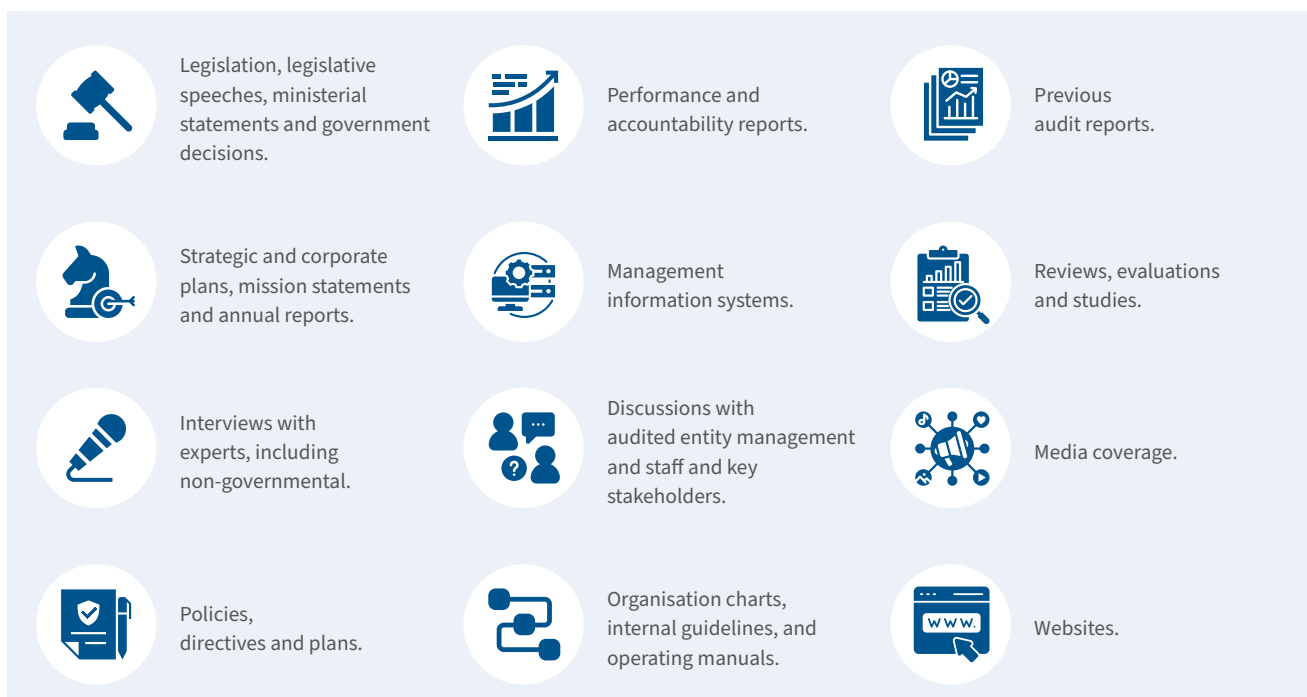 Legislation, legislative
speeches, ministerial
statements and government
decisions.
Performance and
accountability reports.
Previous
audit reports.
Strategic and corporate
plans, mission statements
and annual reports.
Management
information systems.
Reviews, evaluations
and studies.
Interviews with
experts, including
non-governmental.
?
Discussions with
audited entity management
and staff and key
stakeholders.
Media coverage.
Policies,
directives and plans.
Organisation charts,
internal guidelines, and
operating manuals.
www.
Websites.